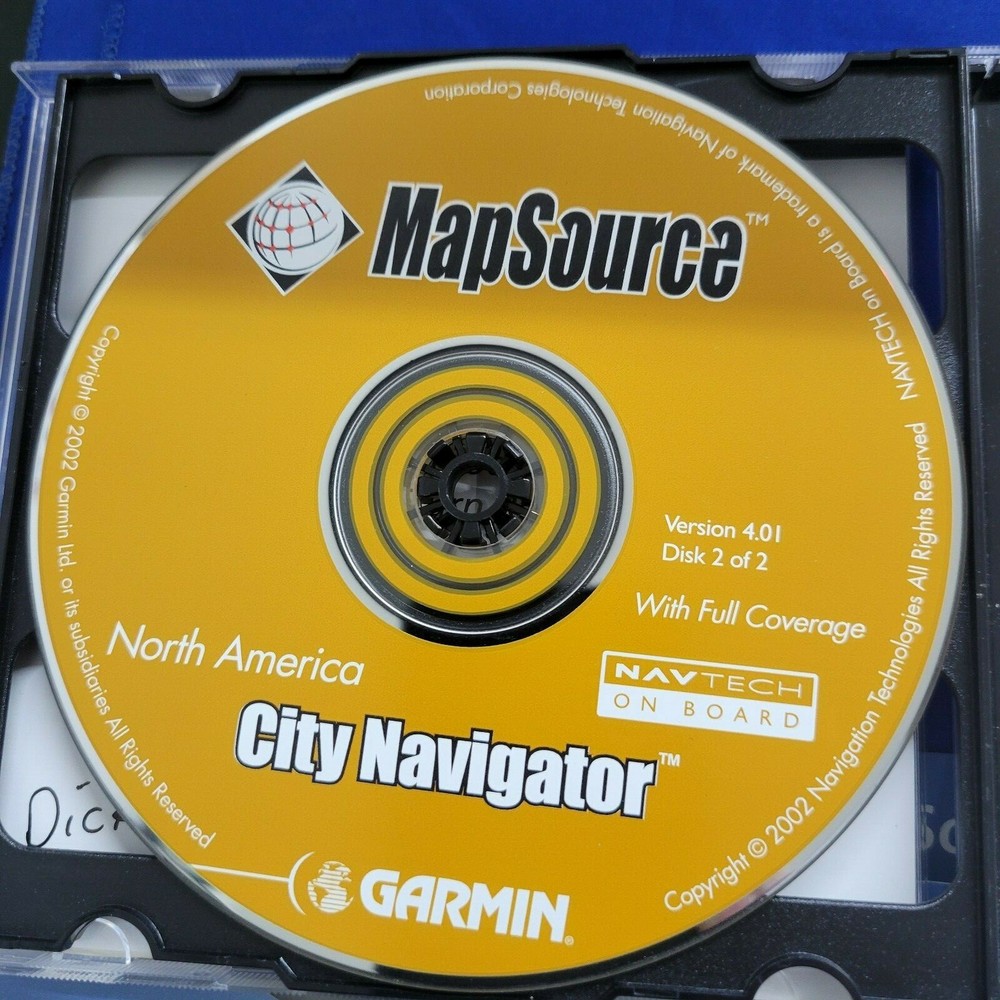 MapSource™
Version 4.01
Disk 2 of 2
With Full Coverage
NAVTECH
ON BOARD
North America
City Navigator™
GARMIN®
Copyright © 2002 Garmin Ltd. or its subsidiaries All Rights Reserved
Copyright © 2002 Navigation Technologies All Rights Reserved
NAVTECH on Board is a trademark of Navigation Technologies Corporation